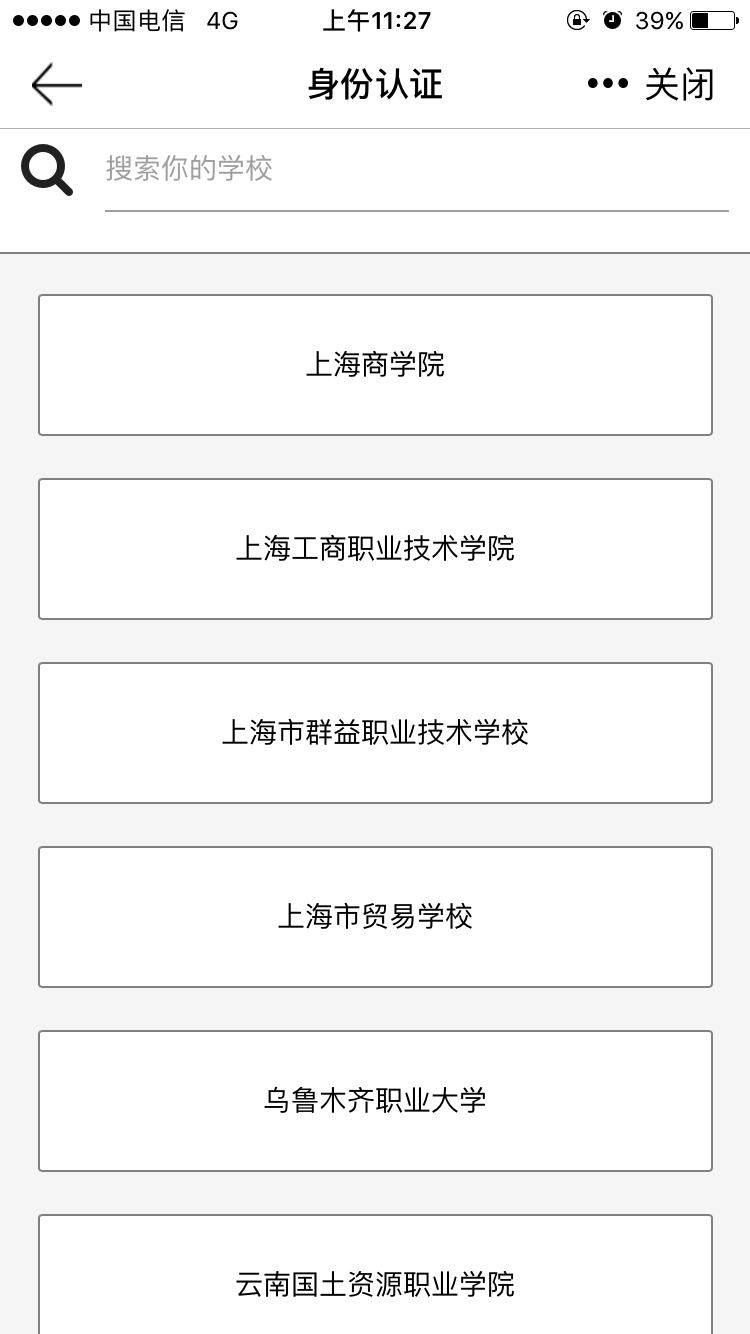 中国电信 4G 上午11:27 39%
身份认证 ••• 关闭
搜索你的学校
上海商学院
上海工商职业技术学院
上海市群益职业技术学校
上海市贸易学校
乌鲁木齐职业大学
云南国土资源职业学院